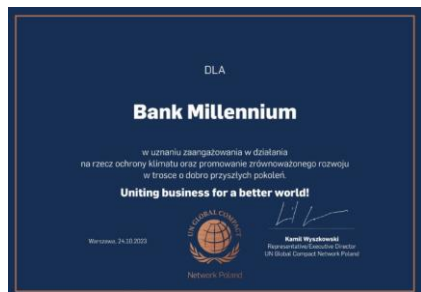 DLA
Bank Millennium
w uznaniu zaangażowania w działania
na rzecz ochrony klimatu oraz promowanie zrównoważonego rozwoju
w trosce o dobro przyszłych pokoleń.
Uniting business for a better world!
Warszawa, 24.10.2023
UN GLOBAL COMPACT
Network Poland
Kamil Wyszkowski
Representative/Executive Director
UN Global Compact Network Poland